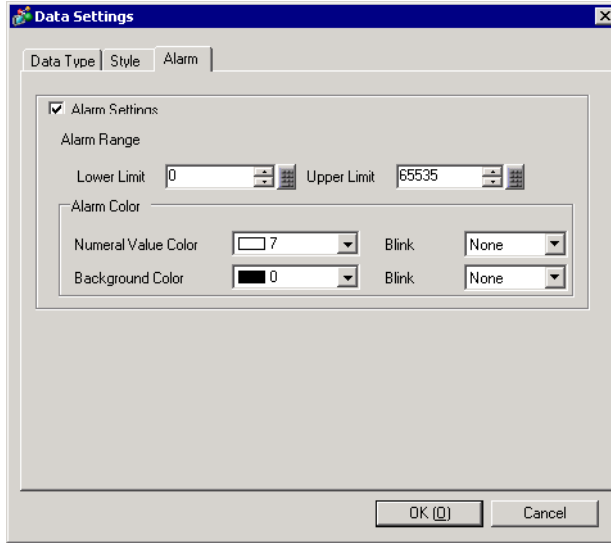 Data Settings
Data Type Style Alarm
Alarm Settings
Alarm Range
Lower Limit 0 Upper Limit 65535
Alarm Color
Numeral Value Color 7 Blink None
Background Color 0 Blink None
OK (O) Cancel